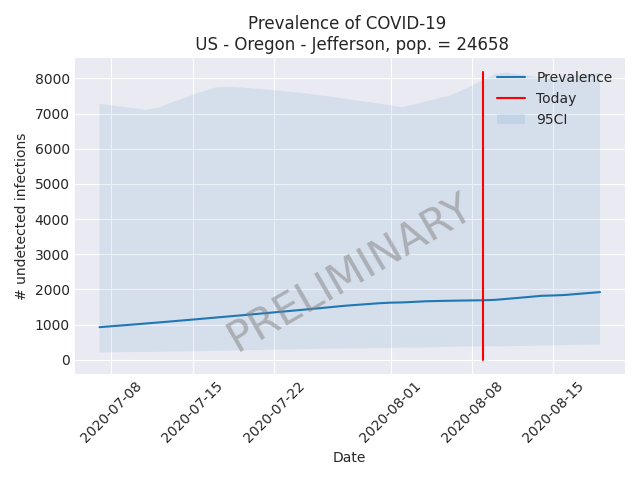 Prevalence of COVID-19
US - Oregon - Jefferson, pop. = 24658
8000
7000
6000
5000
4000
3000
2000
1000
0
# undetected infections
Prevalence
Today
95CI
PRELIMINARY
2020-07-08
2020-07-15
2020-07-22
2020-08-01
2020-08-08
2020-08-15
Date